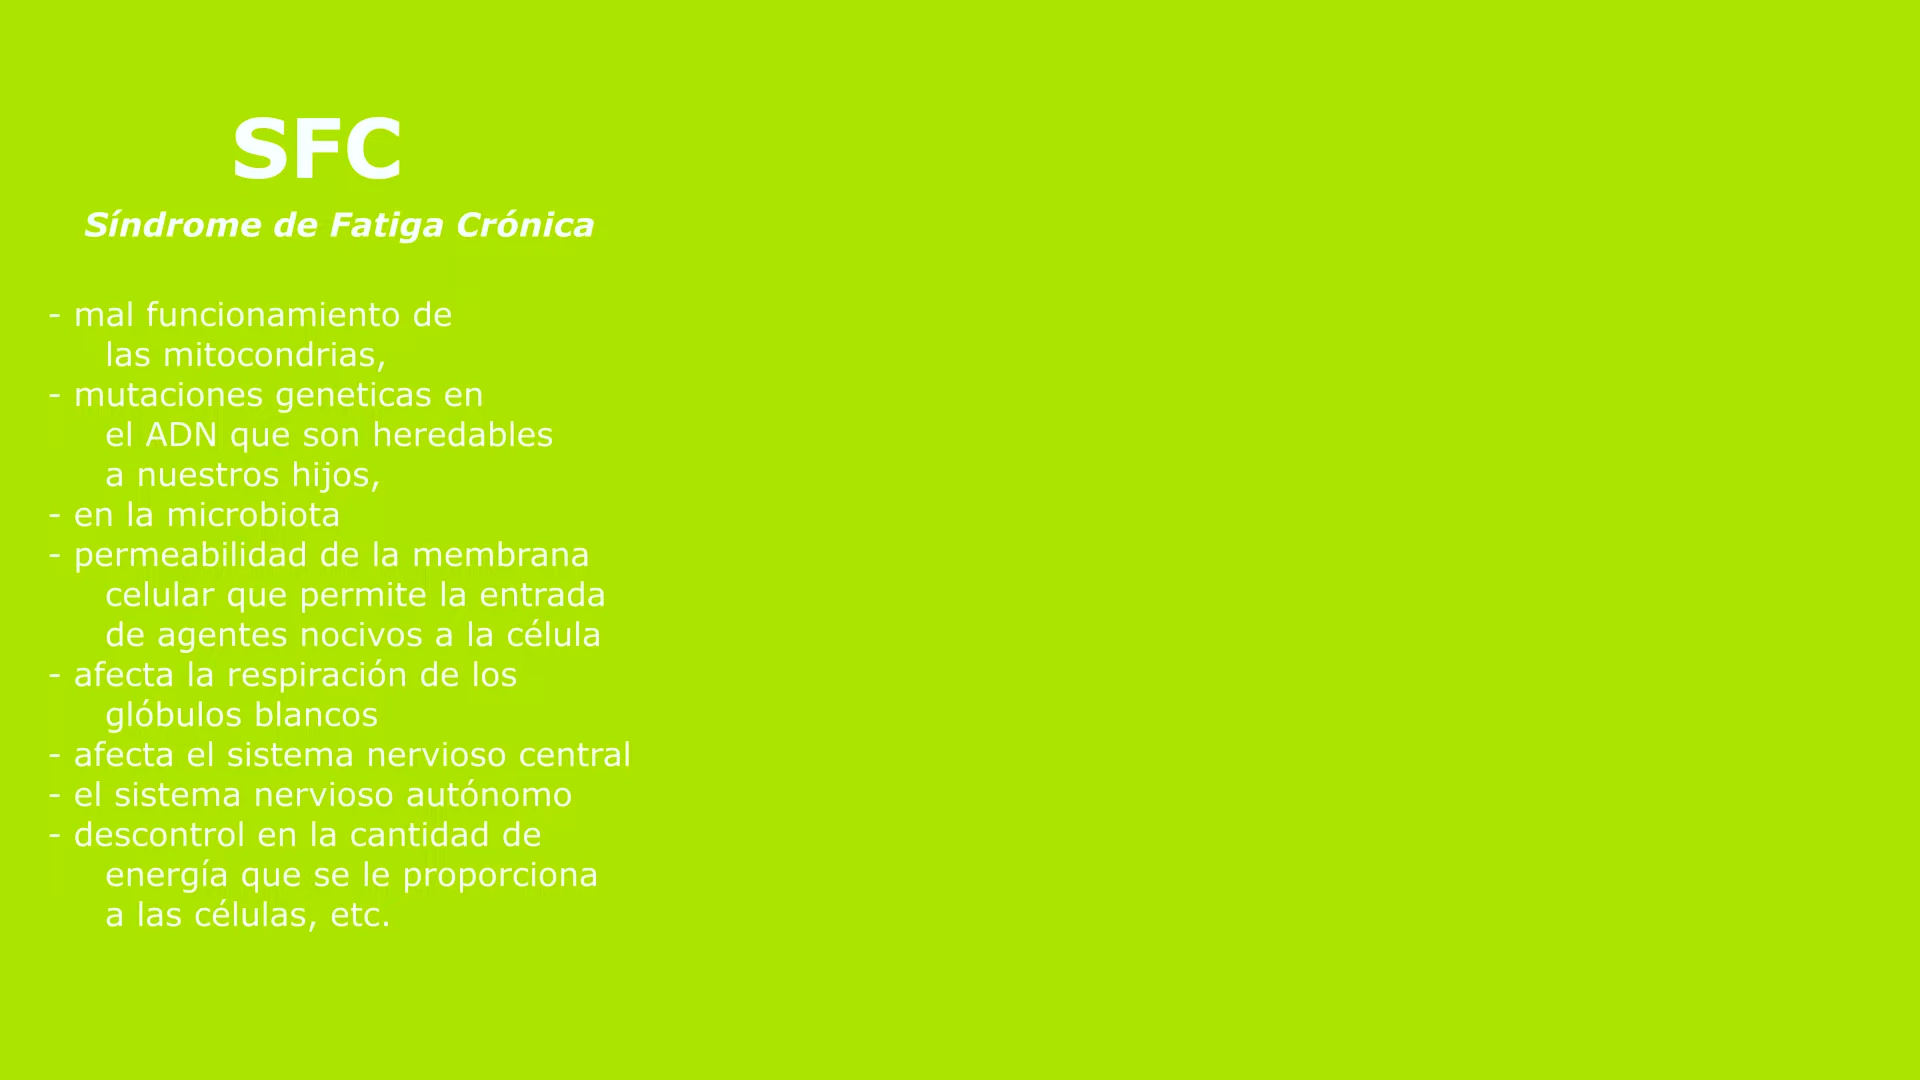 SFC
Síndrome de Fatiga Crónica
- mal funcionamiento de
las mitocondrias,
- mutaciones geneticas en
el ADN que son heredables
a nuestros hijos,
- en la microbiota
- permeabilidad de la membrana
celular que permite la entrada
de agentes nocivos a la célula
- afecta la respiración de los
glóbulos blancos
- afecta el sistema nervioso central
- el sistema nervioso autónomo
- descontrol en la cantidad de
energía que se le proporciona
a las células, etc.